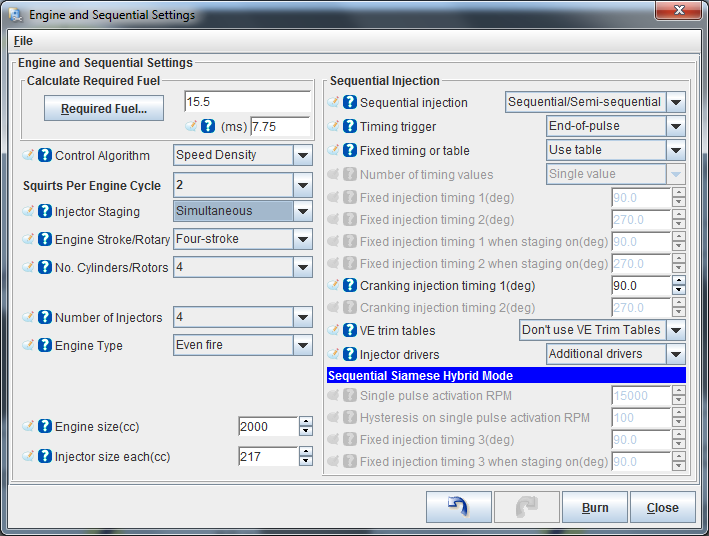 Engine and Sequential Settings
File
Engine and Sequential Settings
Calculate Required Fuel
Required Fuel...
15.5
(ms) 7.75
Control Algorithm Speed Density
Squirts Per Engine Cycle 2
Injector Staging Simultaneous
Engine Stroke/Rotary Four-stroke
No. Cylinders/Rotors 4
Number of Injectors 4
Engine Type Even fire
Engine size(cc) 2000
Injector size each(cc) 217
Sequential Injection
Sequential injection Sequential/Semi-sequential
Timing trigger End-of-pulse
Fixed timing or table Use table
Number of timing values Single value
Fixed injection timing 1(deg) 90.0
Fixed injection timing 2(deg) 270.0
Fixed injection timing 1 when staging on(deg) 90.0
Fixed injection timing 2 when staging on(deg) 270.0
Cranking injection timing 1(deg) 90.0
Cranking injection timing 2(deg) 270.0
VE trim tables Don't use VE Trim Tables
Injector drivers Additional drivers
Sequential Siamese Hybrid Mode
Single pulse activation RPM 15000
Hysteresis on single pulse activation RPM 100
Fixed injection timing 3(deg) 90.0
Fixed injection timing 3 when staging on(deg) 90.0
Burn
Close